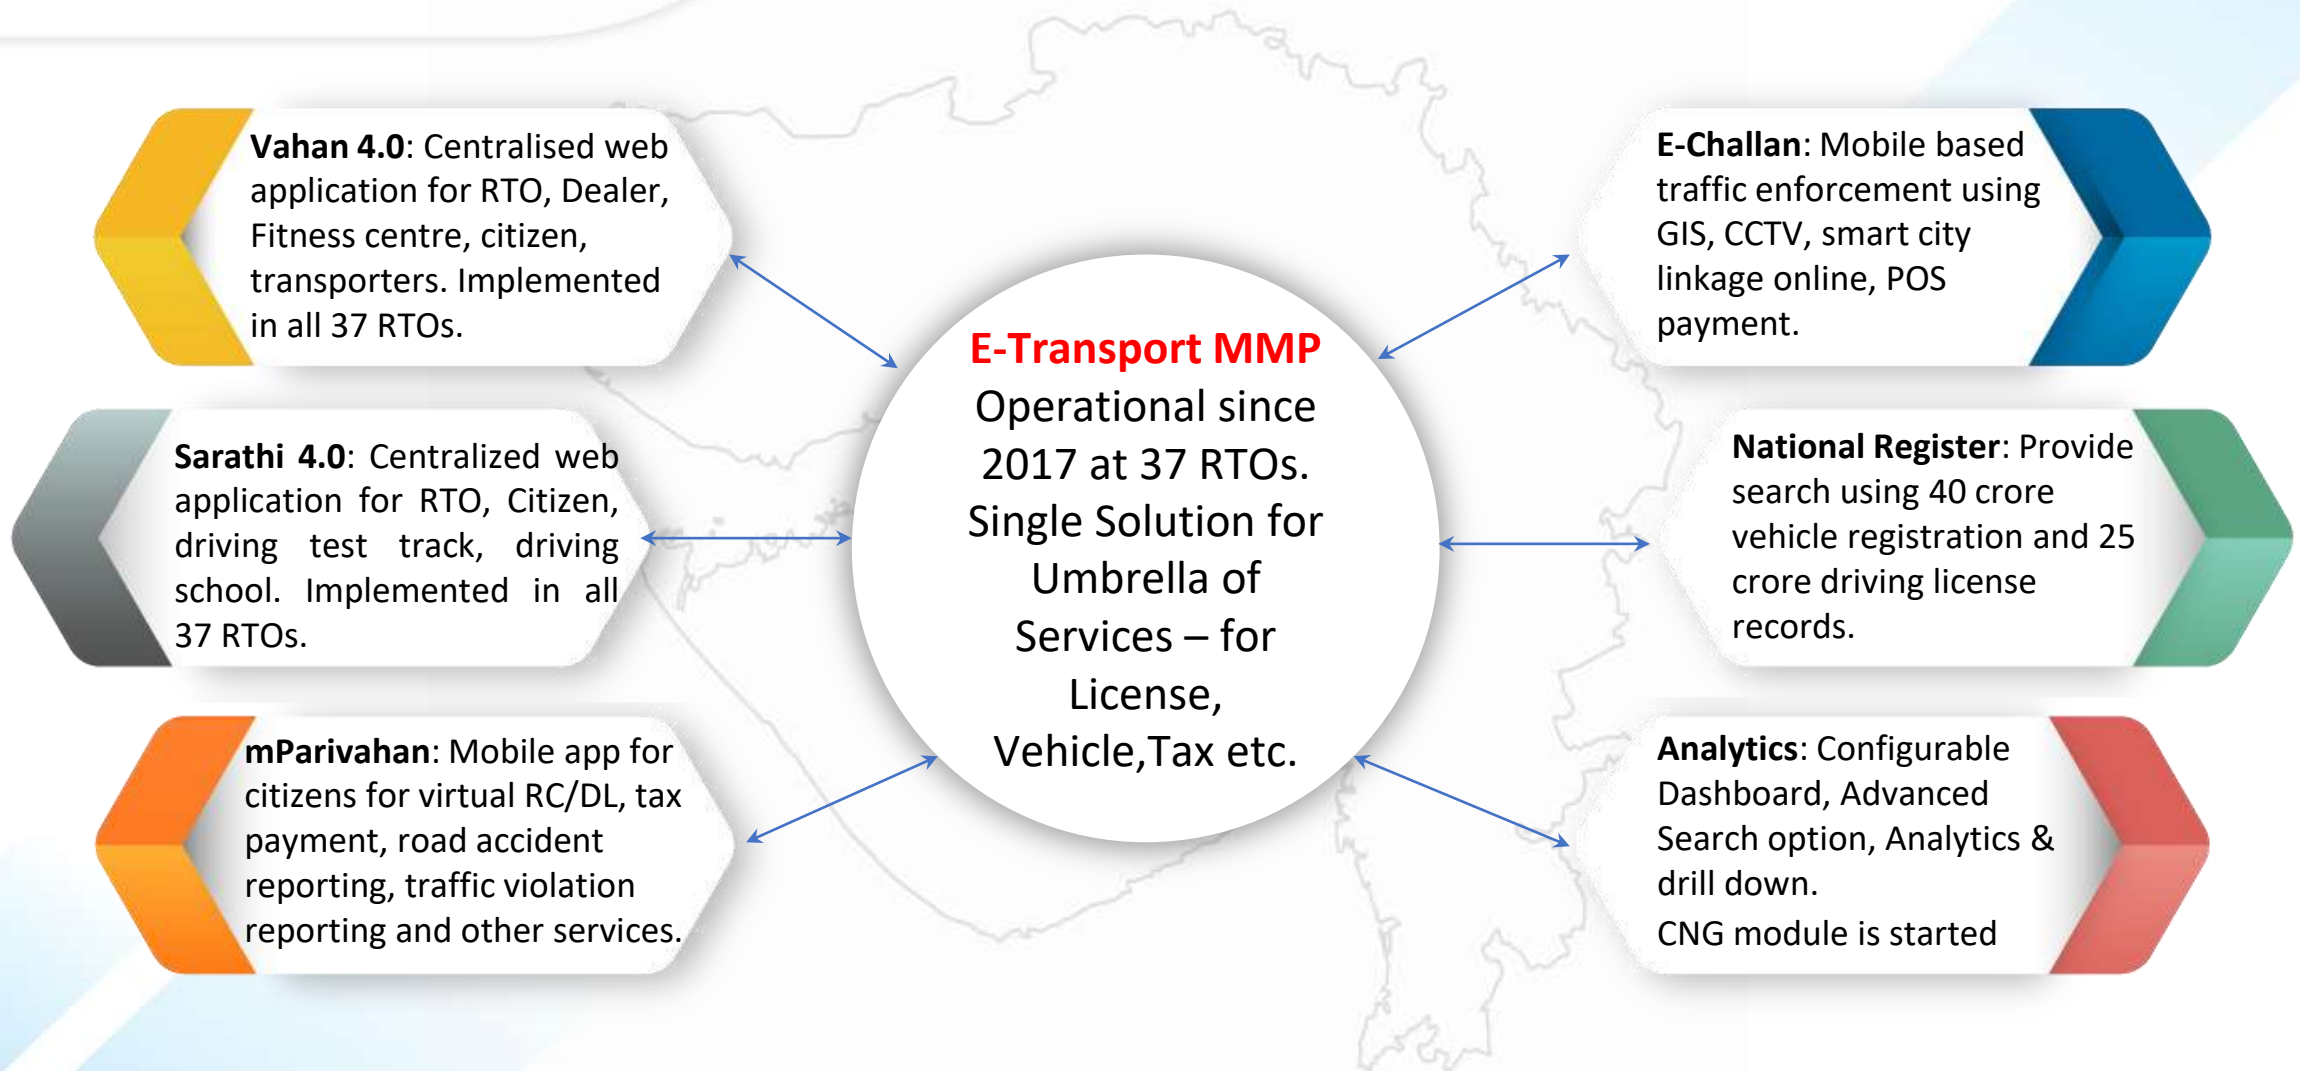 Vahan 4.0: Centralised web
application for RTO, Dealer,
Fitness centre, citizen,
transporters. Implemented
in all 37 RTOs.
Sarathi 4.0: Centralized web
application for RTO, Citizen,
driving test track, driving
school. Implemented in all
37 RTOs.
mParivahan: Mobile app for
citizens for virtual RC/DL, tax
payment, road accident
reporting, traffic violation
reporting and other services.
E-Transport MMP
Operational since
2017 at 37 RTOs.
Single Solution for
Umbrella of
Services – for
License,
Vehicle,Tax etc.
E-Challan: Mobile based
traffic enforcement using
GIS, CCTV, smart city
linkage online, POS
payment.
National Register: Provide
search using 40 crore
vehicle registration and 25
crore driving license
records.
Analytics: Configurable
Dashboard, Advanced
Search option, Analytics &
drill down.
CNG module is started